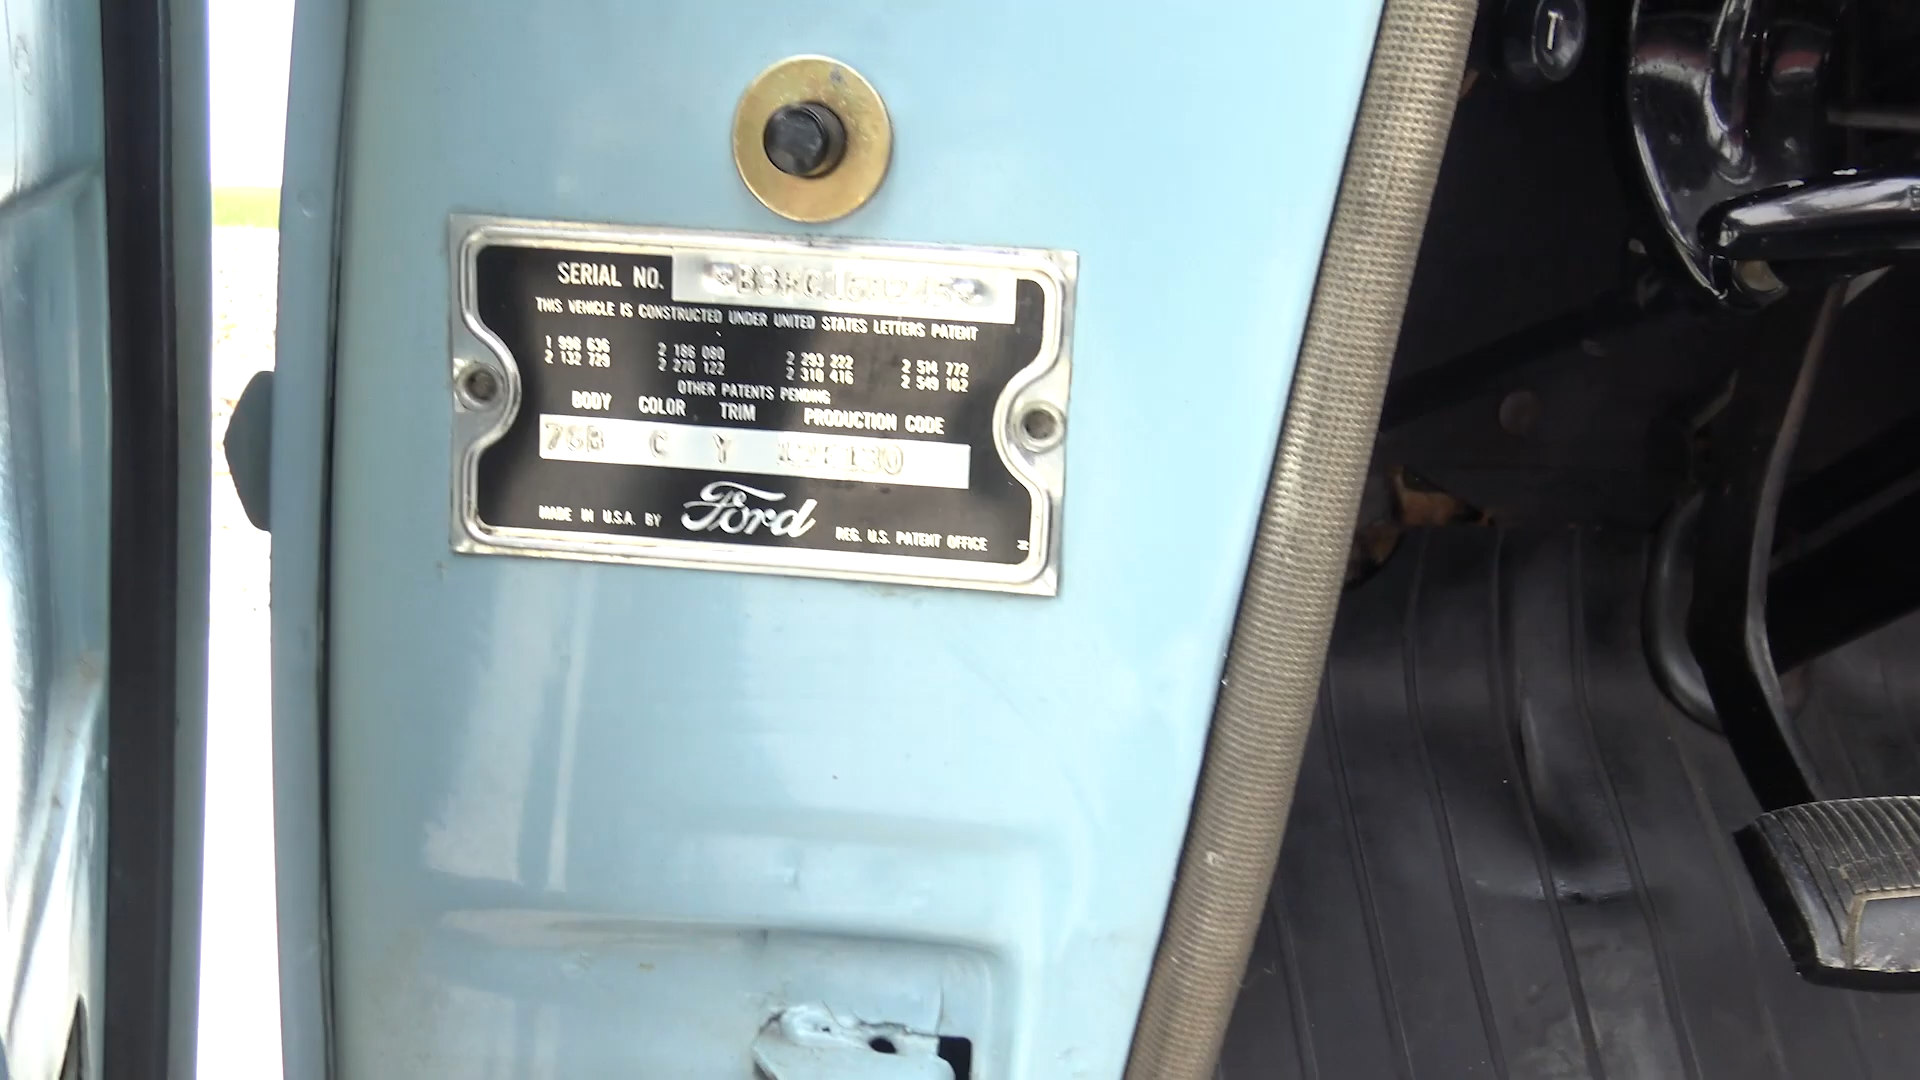 T
SERIAL NO.
THIS VEHICLE IS CONSTRUCTED UNDER UNITED STATES LETTERS PATENT
1 998 636 2 186 080 2 293 222 2 514 772
2 132 729 2 270 122 2 318 416 2 549 102
OTHER PATENTS PENDING
BODY COLOR TRIM PRODUCTION CODE
C Y
MADE IN U.S.A. BY Ford REG. U.S. PATENT OFFICE